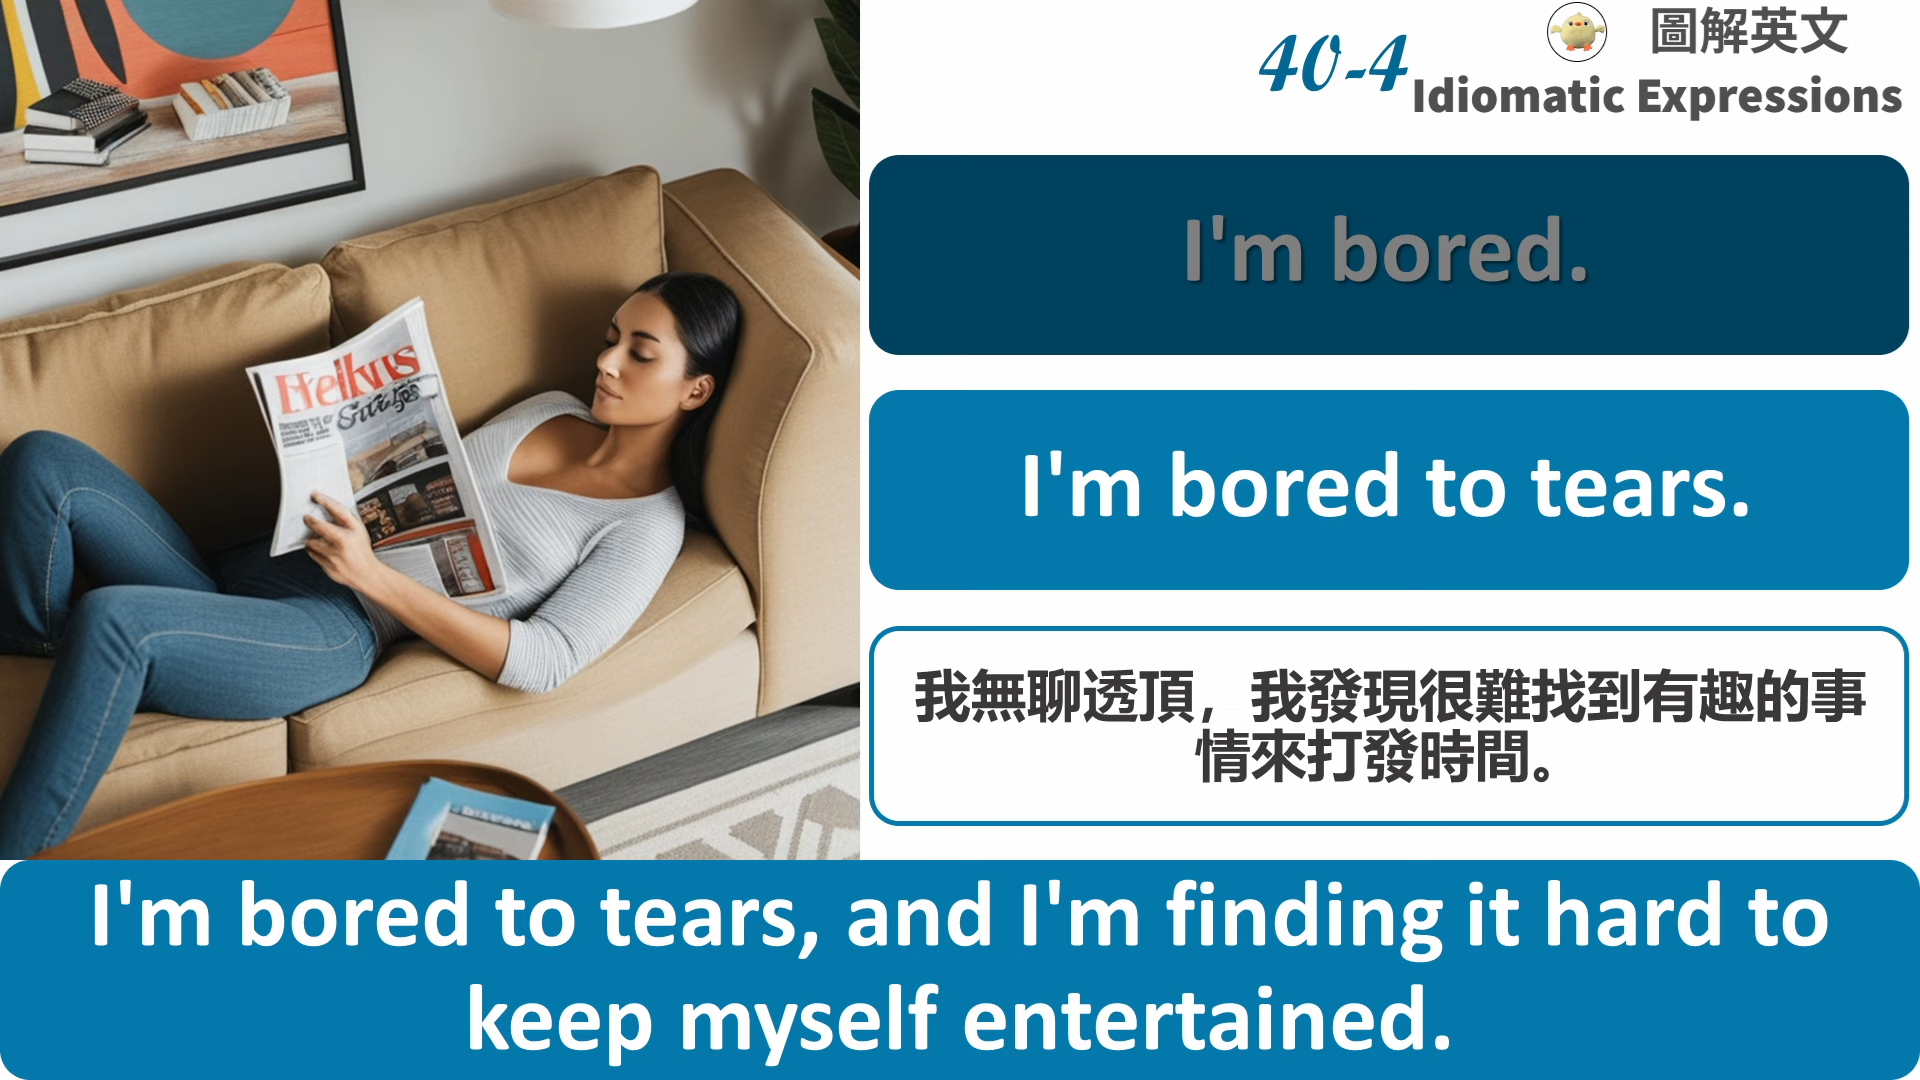 40-4
圖解英文
Idiomatic Expressions
I'm bored.
I'm bored to tears.
我無聊透頂，我發現很難找到有趣的事
情來打發時間。
I'm bored to tears, and I'm finding it hard to
keep myself entertained.